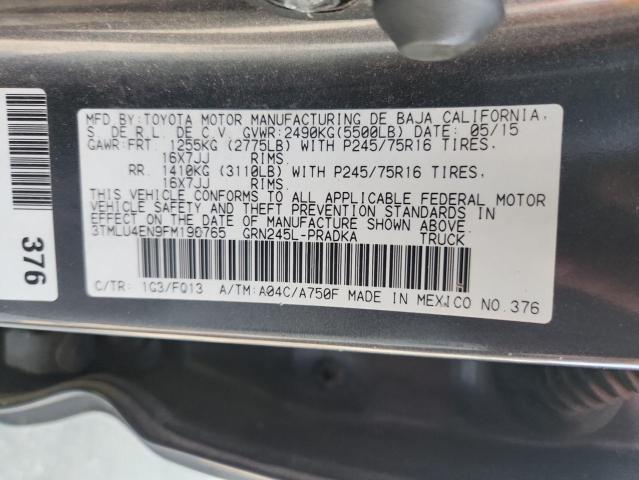 MFD.BY:TOYOTA MOTOR MANUFACTURING DE BAJA CALIFORNIA,
S. DE R.L. DE C.V. GVWR:2490KG(5500LB) DATE: 05/15
GAWR:FRT. 1255KG (2775LB) WITH P245/75R16 TIRES,
16X7JJ RIMS.
RR. 1410KG (3110LB) WITH P245/75R16 TIRES,
16X7JJ RIMS.
THIS VEHICLE CONFORMS TO ALL APPLICABLE FEDERAL MOTOR
VEHICLE SAFETY AND THEFT PREVENTION STANDARDS IN
EFFECT ON THE DATE OF MANUFACTURE SHOWN ABOVE.
3TMLU4EN9FM190765 GRN245L-PRADKA TRUCK
C/TR: 1G3/FQ13 A/TM:A04C/A750F MADE IN MEXICO NO.376
376